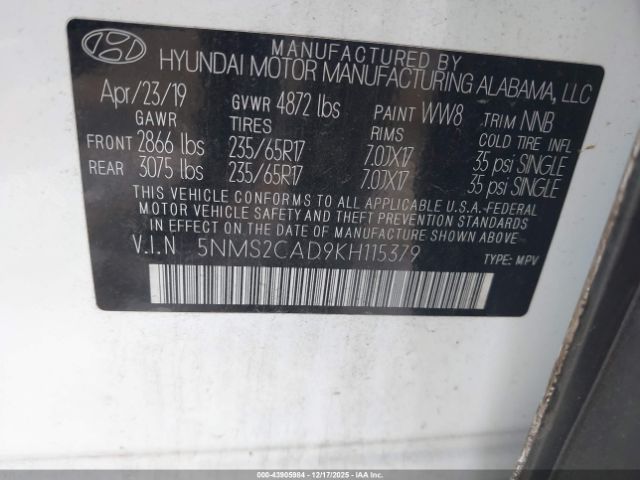 MANUFACTURED BY
HYUNDAI MOTOR MANUFACTURING ALABAMA, LLC
Apr/23/19 GVWR 4872 lbs PAINT WW8 TRIM NNB
GAWR TIRES RIMS COLD TIRE INFL
FRONT 2866 lbs 235/65R17 7.0JX17 35 psi SINGLE
REAR 3075 lbs 235/65R17 7.0JX17 35 psi SINGLE
THIS VEHICLE CONFORMS TO ALL APPLICABLE U.S.A-FEDERAL
MOTOR VEHICLE SAFETY, BUMPER, AND THEFT PREVENTION STANDARDS
IN EFFECT ON THE DATE OF MANUFACTURE SHOWN ABOVE.
V.I.N 5NMS2CAD9KH115379 TYPE: MPV
000-43905984 | 12/17/2025 - IAA Inc. - COPYRIGHT